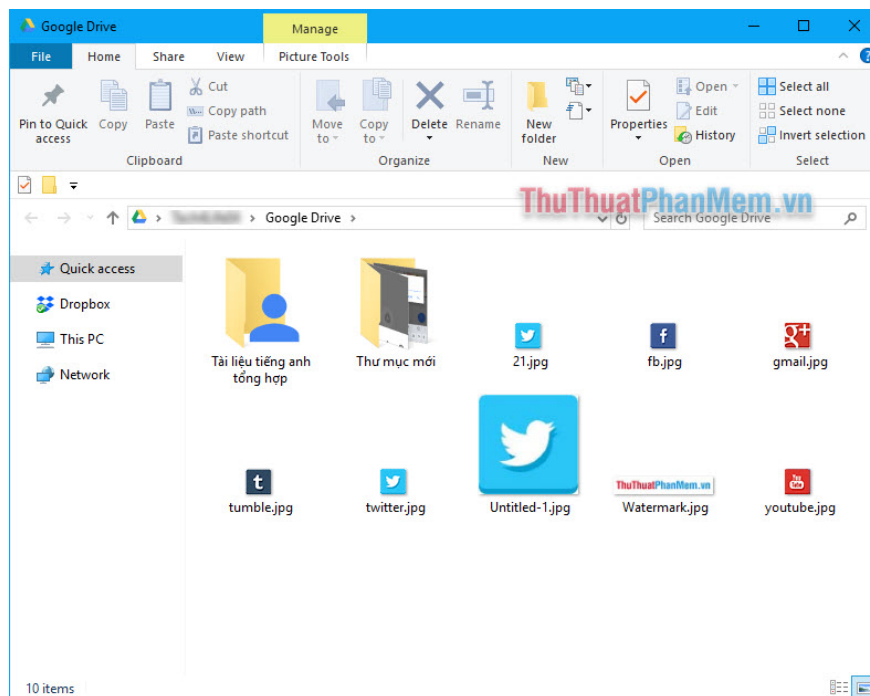 Google Drive
Manage
File
Home
Share
View
Picture Tools
Pin to Quick access
Copy
Paste
Cut
Copy path
Paste shortcut
Move to
Copy to
Delete
Rename
New folder
Properties
Open
Edit
History
Select all
Select none
Invert selection
Clipboard
Organize
New
Open
Select
ThuThuatPhanMem.vn
Google Drive
Search Google Drive
Quick access
Dropbox
This PC
Network
Tài liệu tiếng anh
tổng hợp
Thư mục mới
21.jpg
fb.jpg
gmail.jpg
tumble.jpg
twitter.jpg
Untitled-1.jpg
ThuThuatPhanMem.vn
Watermark.jpg
youtube.jpg
10 items